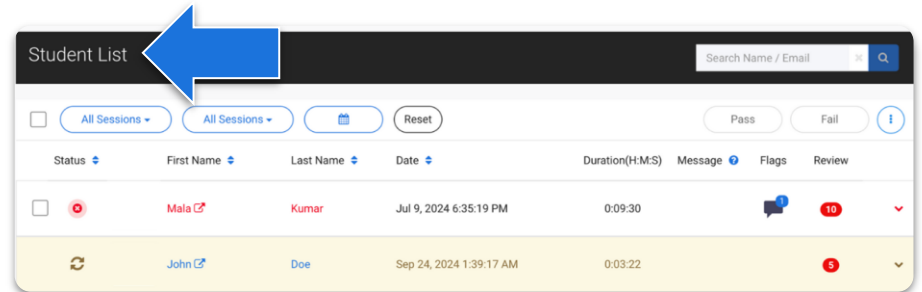 Student List
Search Name / Email
All Sessions All Sessions Reset Pass Fail
Status First Name Last Name Date Duration(H:M:S) Message Flags Review
Mala Kumar Jul 9, 2024 6:35:19 PM 0:09:30 1 10
John Doe Sep 24, 2024 1:39:17 AM 0:03:22 5